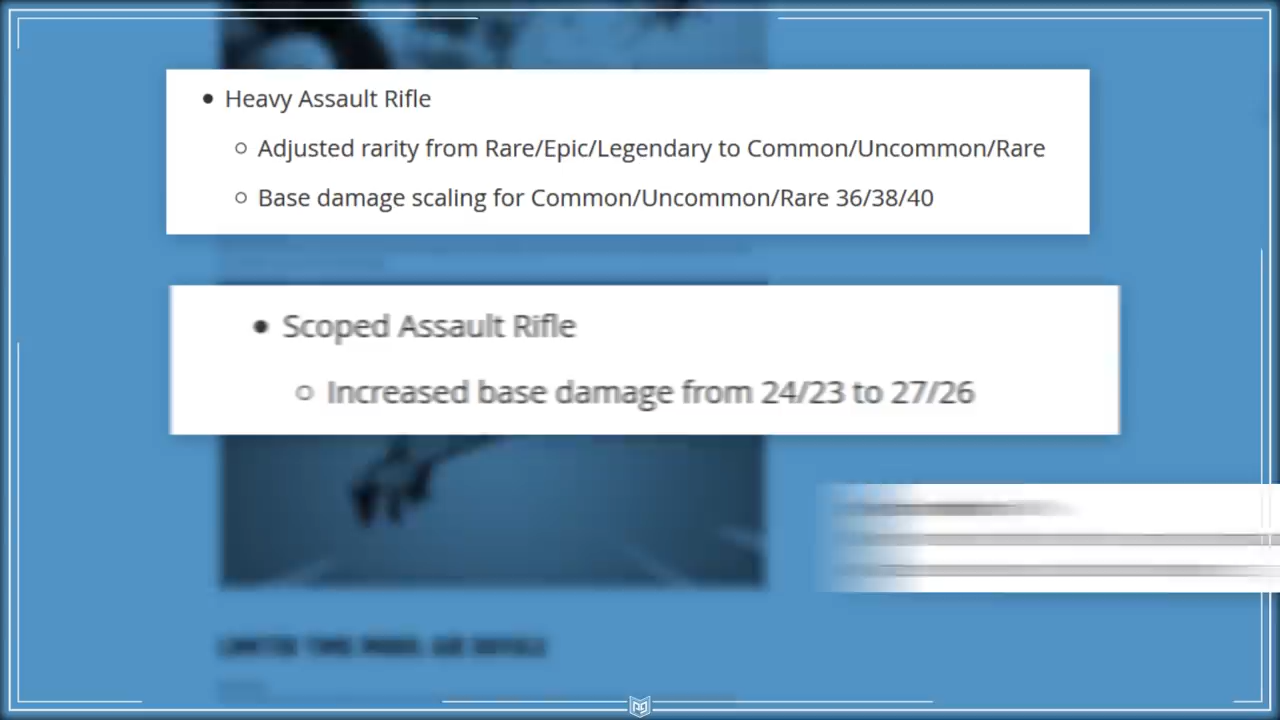 Heavy Assault Rifle
Adjusted rarity from Rare/Epic/Legendary to Common/Uncommon/Rare
Base damage scaling for Common/Uncommon/Rare 36/38/40
Scoped Assault Rifle
Increased base damage from 24/23 to 27/26